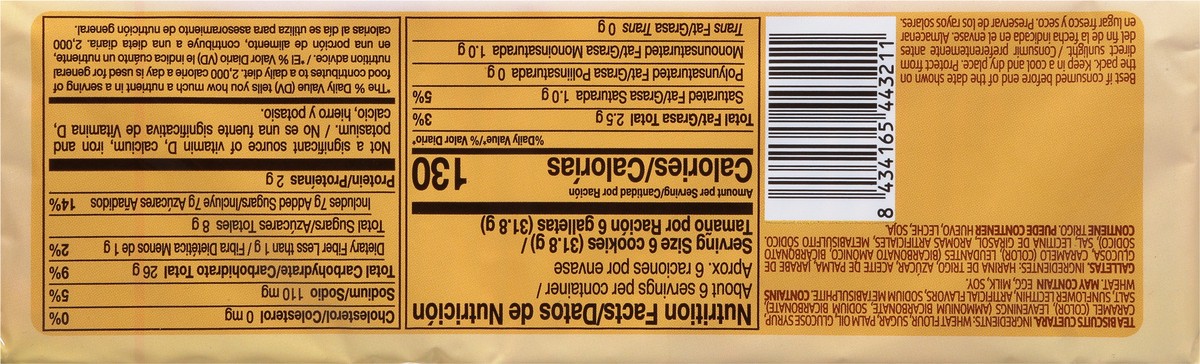 TEA BISCUITS CUETARA. INGREDIENTS: WHEAT FLOUR, SUGAR, PALM OIL, GLUCOSE SYRUP,
CARAMEL (COLOR), LEAVENINGS (AMMONIUM BICARBONATE, SODIUM BICARBONATE),
SALT, SUNFLOWER LECITHIN, ARTIFICIAL FLAVORS, SODIUM METABISULPHITE. CONTAINS
WHEAT. MAY CONTAIN EGG, MILK, SOY.
GALLETAS. INGREDIENTES: HARINA DE TRIGO, AZÚCAR, ACEITE DE PALMA, JARABE DE
GLUCOSA, CARAMELO (COLOR), LEUDANTES (BICARBONATO AMÓNICO, BICARBONATO
SÓDICO), SAL, LECITINA DE GIRASOL, AROMAS ARTIFICIALES, METABISULFITO SÓDICO.
CONTIENE TRIGO. PUEDE CONTENER HUEVO, LECHE, SOJA.
8 434165 443211
Best if consumed before end of the date shown on
the pack. Keep in a cool and dry place. Protect from
direct sunlight. / Consumir preferentemente antes
del fin de la fecha indicada en el envase. Almacenar
en lugar fresco y seco. Preservar de los rayos solares.
Nutrition Facts/Datos de Nutrición
About 6 servings per container /
Aprox. 6 raciones por envase
Serving Size 6 cookies (31.8 g) /
Tamaño por Ración 6 galletas (31.8 g)
Amount per Serving/Cantidad por Ración
Calories/Calorías 130
%Daily Value*/% Valor Diario*
Total Fat/Grasa Total 2.5 g 3%
Saturated Fat/Grasa Saturada 1.0 g 5%
Polyunsaturated Fat/Grasa Poliinsaturada 0 g
Monounsaturated Fat/Grasa Monoinsaturada 1.0 g
Trans Fat/Grasa Trans 0 g
Cholesterol/Colesterol 0 mg 0%
Sodium/Sodio 110 mg 5%
Total Carbohydrate/Carbohidrato Total 26 g 9%
Dietary Fiber Less than 1 g / Fibra Dietética Menos de 1 g 2%
Total Sugars/Azúcares Totales 8 g
Includes 7g Added Sugars/Incluye 7g Azúcares Añadidos 14%
Protein/Proteínas 2 g
Not a significant source of vitamin D, calcium, iron and
potasium. / No es una fuente significativa de Vitamina D,
calcio, hierro y potasio.
*The % Daily Value (DV) tells you how much a nutrient in a serving of
food contributes to a daily diet. 2,000 calorie a day is used for general
nutrition advice. / *El % Valor Diario (VD) le indica cuánto un nutriente,
en una porción de alimento, contribuye a una dieta diaria. 2,000
calorías al día se utiliza para asesoramiento de nutrición general.